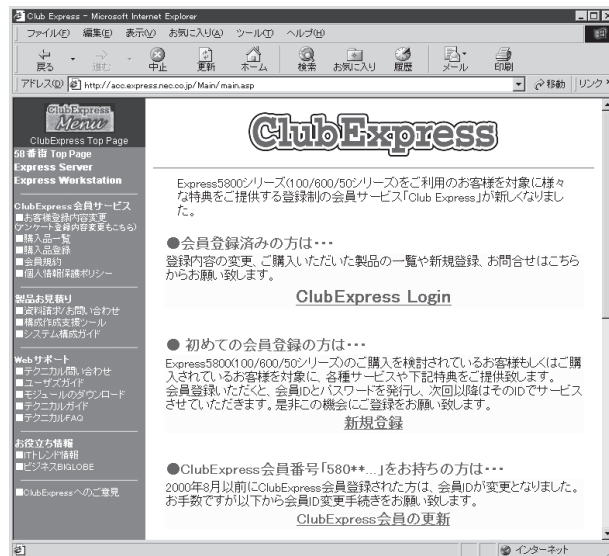 Club Express - Microsoft Internet Explorer
ファイル(F) 編集(E) 表示(V) お気に入り(A) ツール(T) ヘルプ(H)
戻る 進む 中止 更新 ホーム 検索 お気に入り 履歴 メール 印刷
アドレス(D) http://acc.express.nec.co.jp/Main/main.asp 移動 リンク
ClubExpress
Menu
ClubExpress Top Page
58番街 Top Page
Express Server
Express Workstation
ClubExpress会員サービス
■お客様登録内容変更
(アンケート登録内容変更もこちら)
■購入品一覧
■購入品登録
■会員規約
■個人情報保護ポリシー
製品お見積り
■資料請求/お問い合わせ
■構成作成支援ツール
■システム構成ガイド
Webサポート
■テクニカル問い合わせ
■ユーザズガイド
■モジュールのダウンロード
■テクニカルガイド
■テクニカルFAQ
お役立ち情報
■ITトレンド情報
■ビジネスBIGLOBE
■ClubExpressへのご意見
ClubExpress
Express5800シリーズ(100/600/50シリーズ)をご利用のお客様を対象に様々
な特典をご提供する登録制の会員サービス「Club Express」が新しくなりまし
た。
●会員登録済みの方は・・・
登録内容の変更、ご購入いただいた製品の一覧や新規登録、お問合せはこちら
からお願い致します。
ClubExpress Login
● 初めての会員登録の方は・・・
Express5800(100/600/50シリーズ)のご購入を検討されているお客様もしくはご購
入されているお客様を対象に、各種サービスや下記特典をご提供致します。
会員登録いただくと、会員IDとパスワードを発行し、次回以降はそのIDでサービス
させていただきます。是非この機会にご登録をお願い致します。
新規登録
●ClubExpress会員番号「580**...」をお持ちの方は・・・
2000年8月以前にClubExpress会員登録された方は、会員IDが変更となりました。
お手数ですが以下から会員ID変更手続きをお願い致します。
ClubExpress会員の更新
インターネット